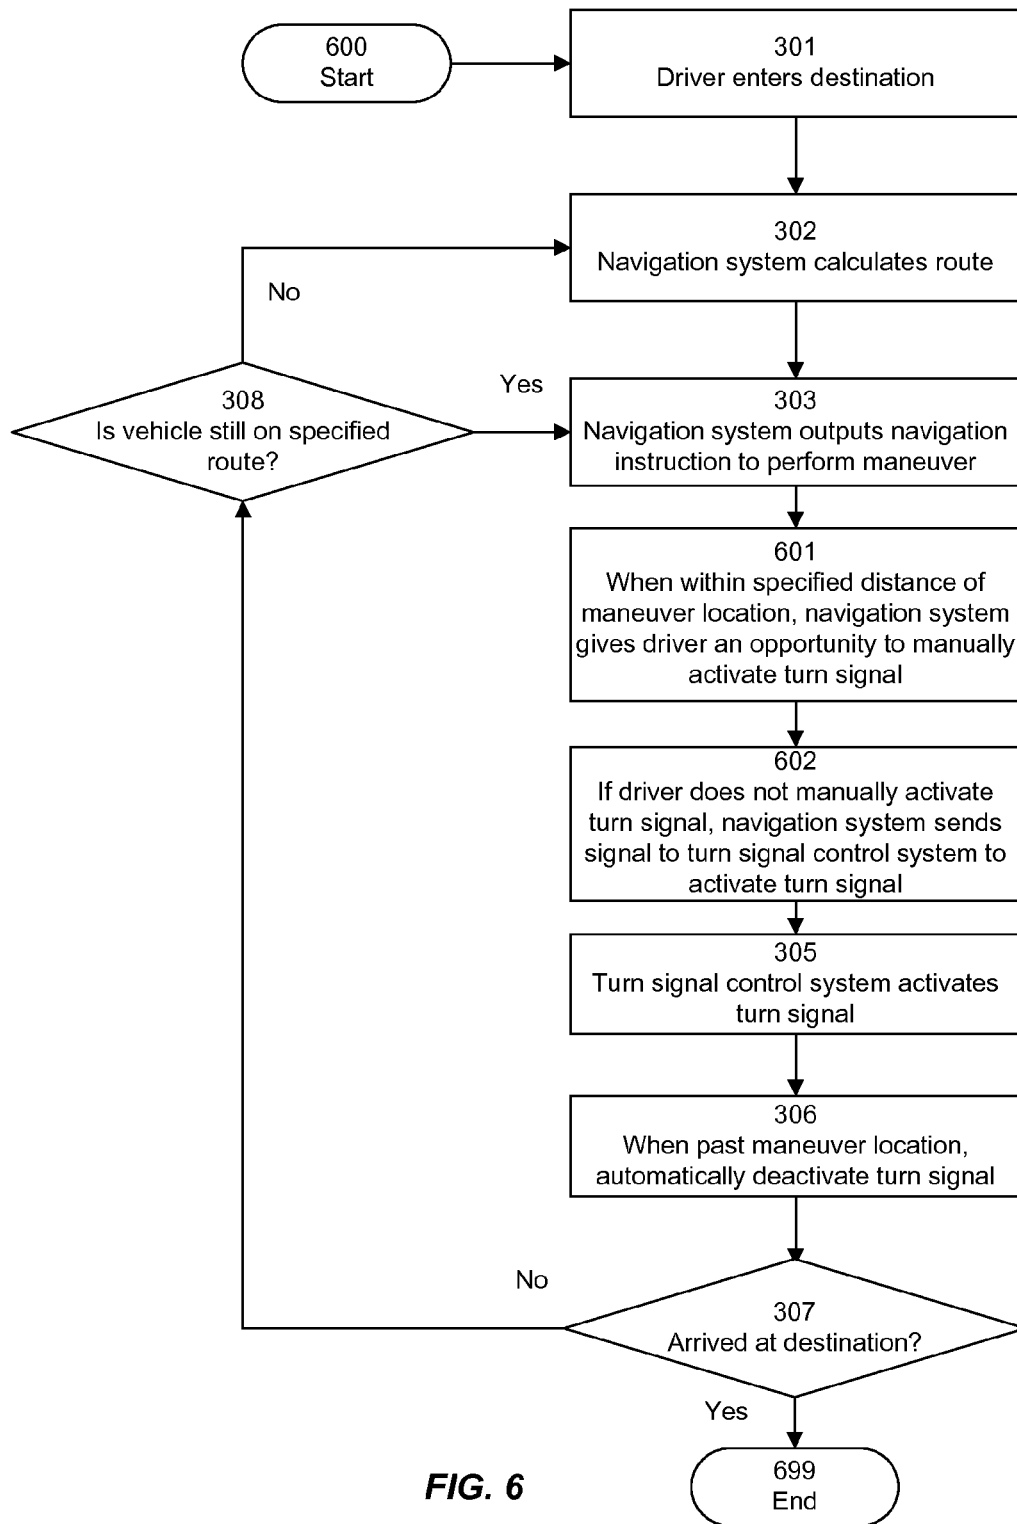 600
Start
301
Driver enters destination
302
Navigation system calculates route
No
308
Is vehicle still on specified
route?
Yes
303
Navigation system outputs navigation
instruction to perform maneuver
601
When within specified distance of
maneuver location, navigation system
gives driver an opportunity to manually
activate turn signal
602
If driver does not manually activate
turn signal, navigation system sends
signal to turn signal control system to
activate turn signal
305
Turn signal control system activates
turn signal
306
When past maneuver location,
automatically deactivate turn signal
No
307
Arrived at destination?
Yes
699
End
FIG. 6